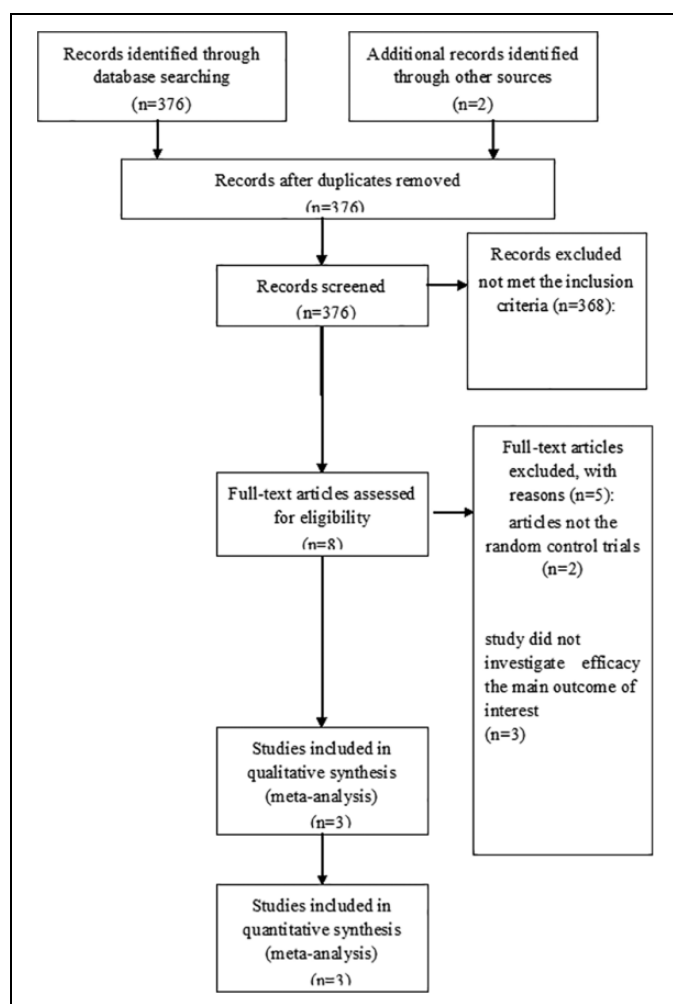 Records identified through
database searching
(n=376)
Additional records identified
through other sources
(n=2)
Records after duplicates removed
(n=376)
Records screened
(n=376)
Records excluded
not met the inclusion
criteria (n=368):
Full-text articles assessed
for eligibility
(n=8)
Full-text articles
excluded, with
reasons (n=5):
articles not the
random control trials
(n=2)
study did not
investigate efficacy
the main outcome of
interest
(n=3)
Studies included in
qualitative synthesis
(meta-analysis)
(n=3)
Studies included in
quantitative synthesis
(meta-analysis)
(n=3)